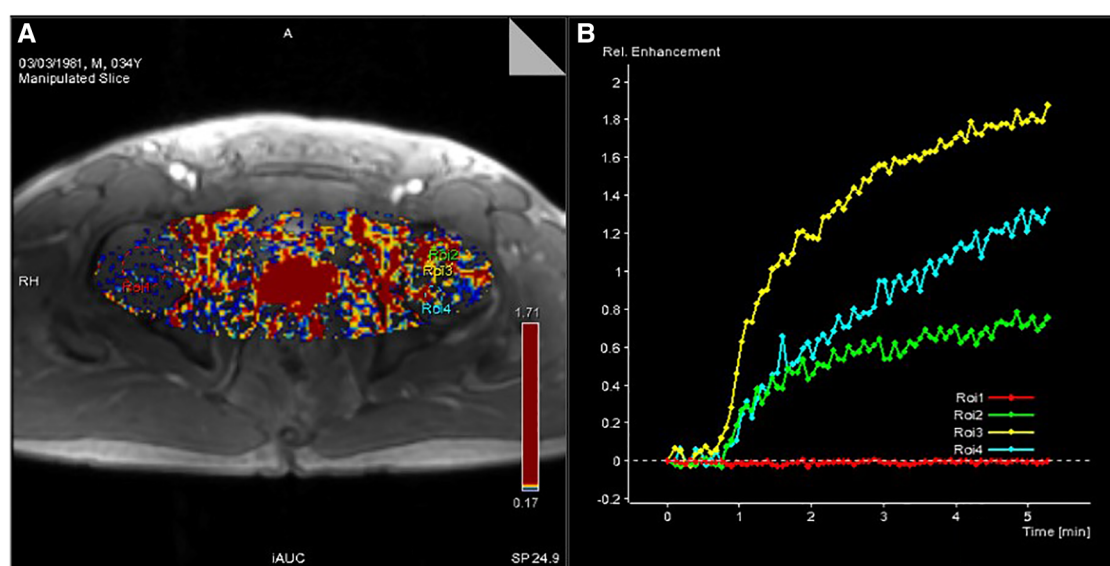 A
A
03/03/1981, M, 034Y
Manipulated Slice
RH
Roi1
Roi2
Roi3
Roi4
1.71
0.17
iAUC
SP 24.9
B
Rel. Enhancement
2
1.8
1.6
1.4
1.2
1
0.8
0.6
0.4
0.2
0
-0.2
Roi1
Roi2
Roi3
Roi4
0 1 2 3 4 5
Time [min]